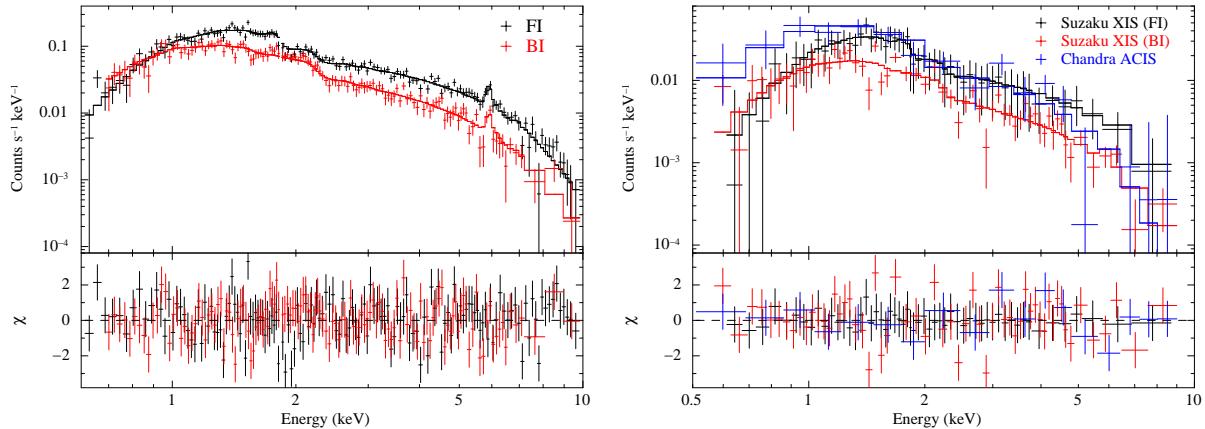 FI
BI
0.1
0.01
10⁻³
10⁻⁴
Counts s⁻¹ keV⁻¹
2
0
−2
χ
1
2
5
10
Energy (keV)
Suzaku XIS (FI)
Suzaku XIS (BI)
Chandra ACIS
0.01
10⁻³
10⁻⁴
Counts s⁻¹ keV⁻¹
2
0
−2
χ
0.5
1
2
5
10
Energy (keV)